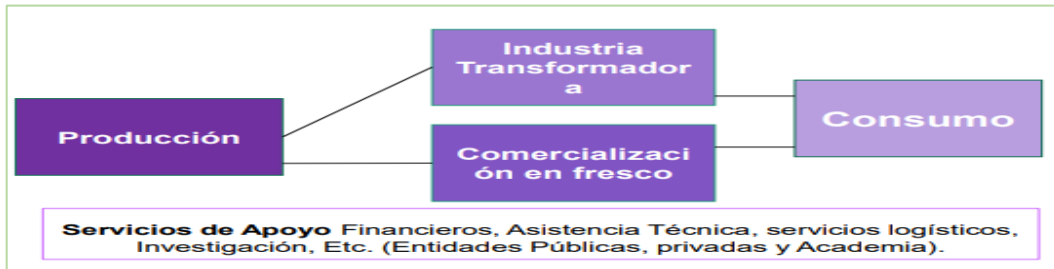 Industria
Transformador
a
Producción
Consumo
Comercializaci
ón en fresco
Servicios de Apoyo Financieros, Asistencia Técnica, servicios logísticos,
Investigación, Etc. (Entidades Públicas, privadas y Academia).